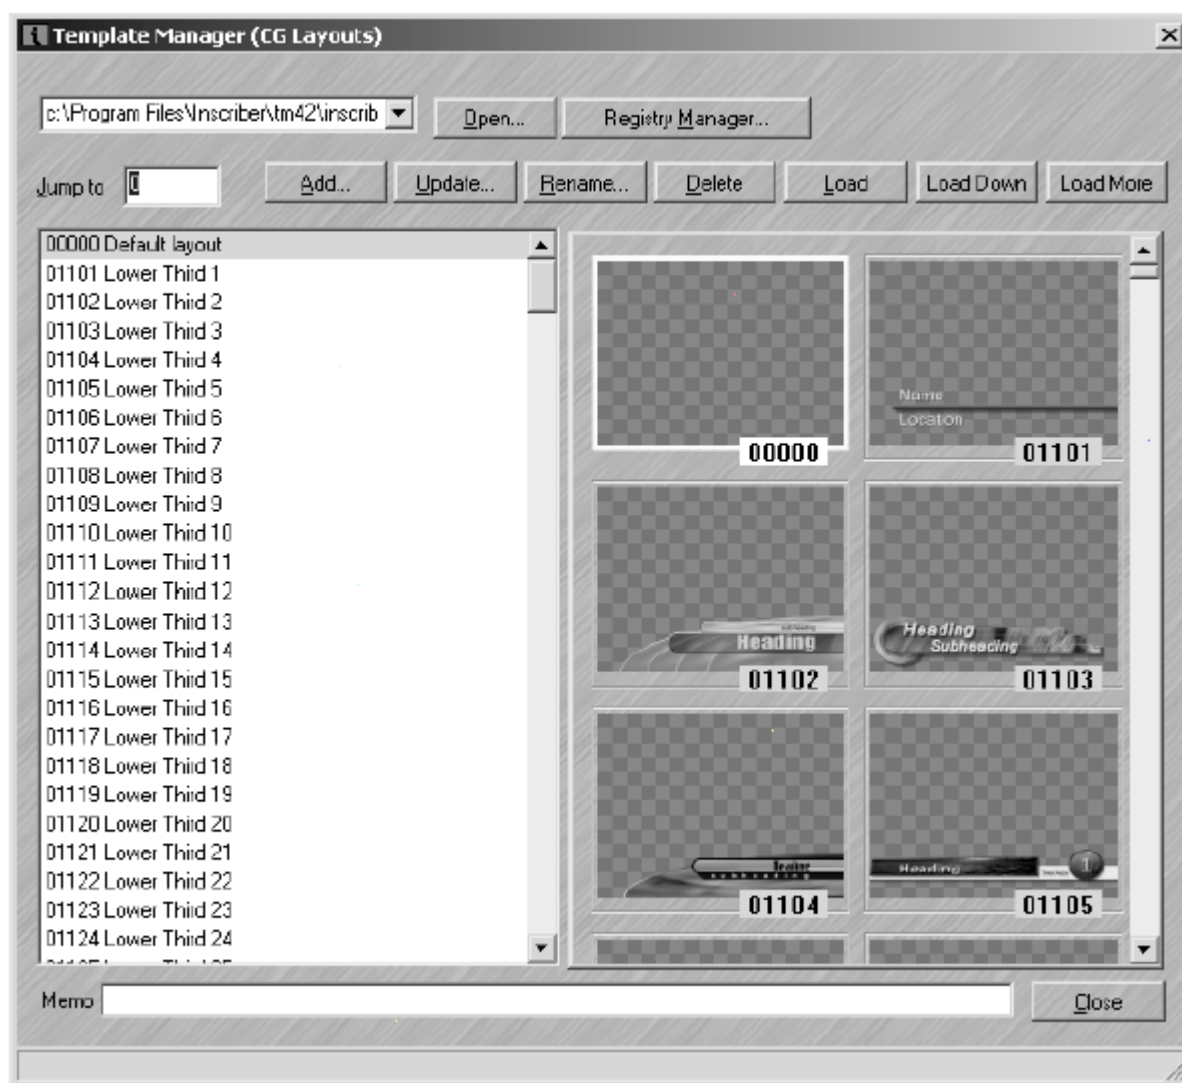 Template Manager (CG Layouts)
c:\Program Files\Inscriber\tm42\inscrib
Open...
Registry Manager...
Jump to
0
Add...
Update...
Rename...
Delete
Load
Load Down
Load More
00000 Default layout
01101 Lower Third 1
01102 Lower Third 2
01103 Lower Third 3
01104 Lower Third 4
01105 Lower Third 5
01106 Lower Third 6
01107 Lower Third 7
01108 Lower Third 8
01109 Lower Third 9
01110 Lower Third 10
01111 Lower Third 11
01112 Lower Third 12
01113 Lower Third 13
01114 Lower Third 14
01115 Lower Third 15
01116 Lower Third 16
01117 Lower Third 17
01118 Lower Third 18
01119 Lower Third 19
01120 Lower Third 20
01121 Lower Third 21
01122 Lower Third 22
01123 Lower Third 23
01124 Lower Third 24
00000
Name
Location
01101
Heading
01102
Heading
Subheading
01103
Heading
subheading
01104
Heading
1
01105
Memo
Close